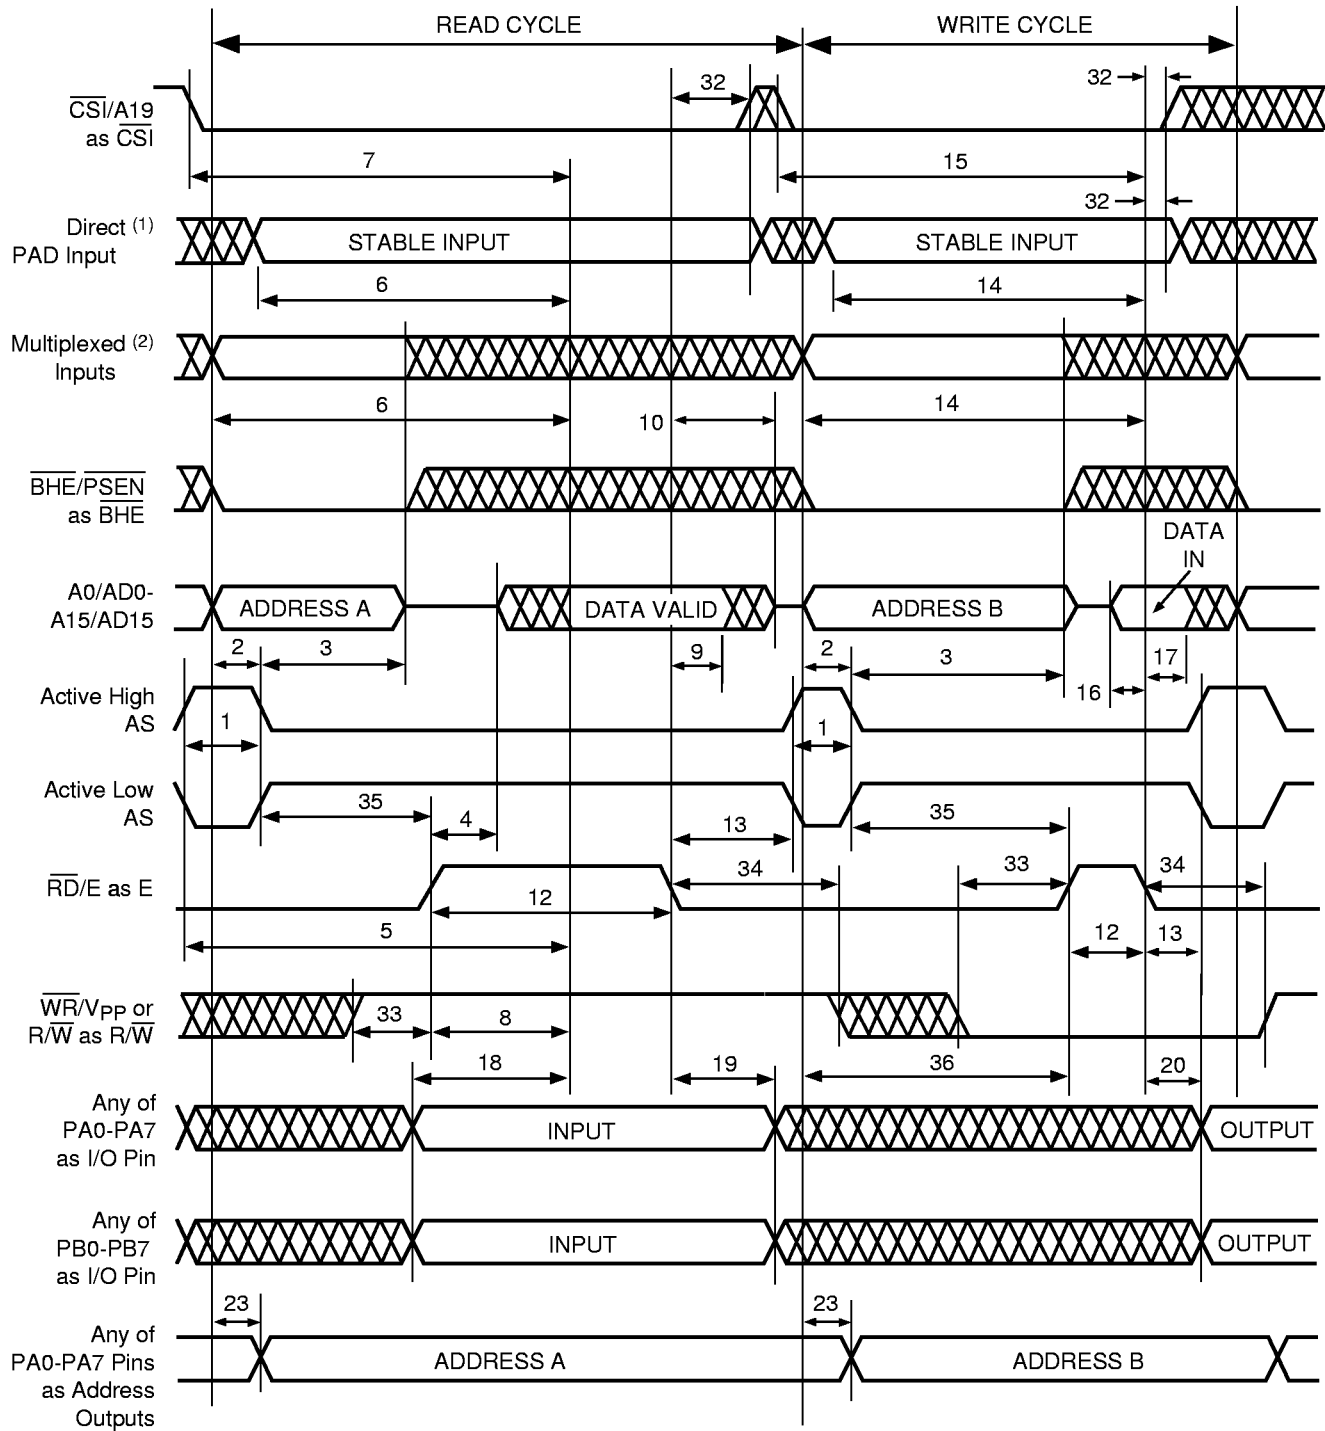 READ CYCLE WRITE CYCLE
32 32
CSI/A19
as CSI
7 15
32
Direct (1)
PAD Input
STABLE INPUT STABLE INPUT
6 14
Multiplexed (2)
Inputs
6 10 14
BHE/PSEN
as BHE
DATA
IN
A0/AD0-
A15/AD15
ADDRESS A DATA VALID ADDRESS B
2 3 9 2 3 16 17
Active High
AS
1 1
Active Low
AS
35 4 13 35
RD/E as E
12 34 33 34
5 12 13
WR/VPP or
R/W as R/W
33 8
18 19 36 20
Any of
PA0-PA7
as I/O Pin
INPUT OUTPUT
Any of
PB0-PB7
as I/O Pin
INPUT OUTPUT
23 23
Any of
PA0-PA7 Pins
as Address
Outputs
ADDRESS A ADDRESS B